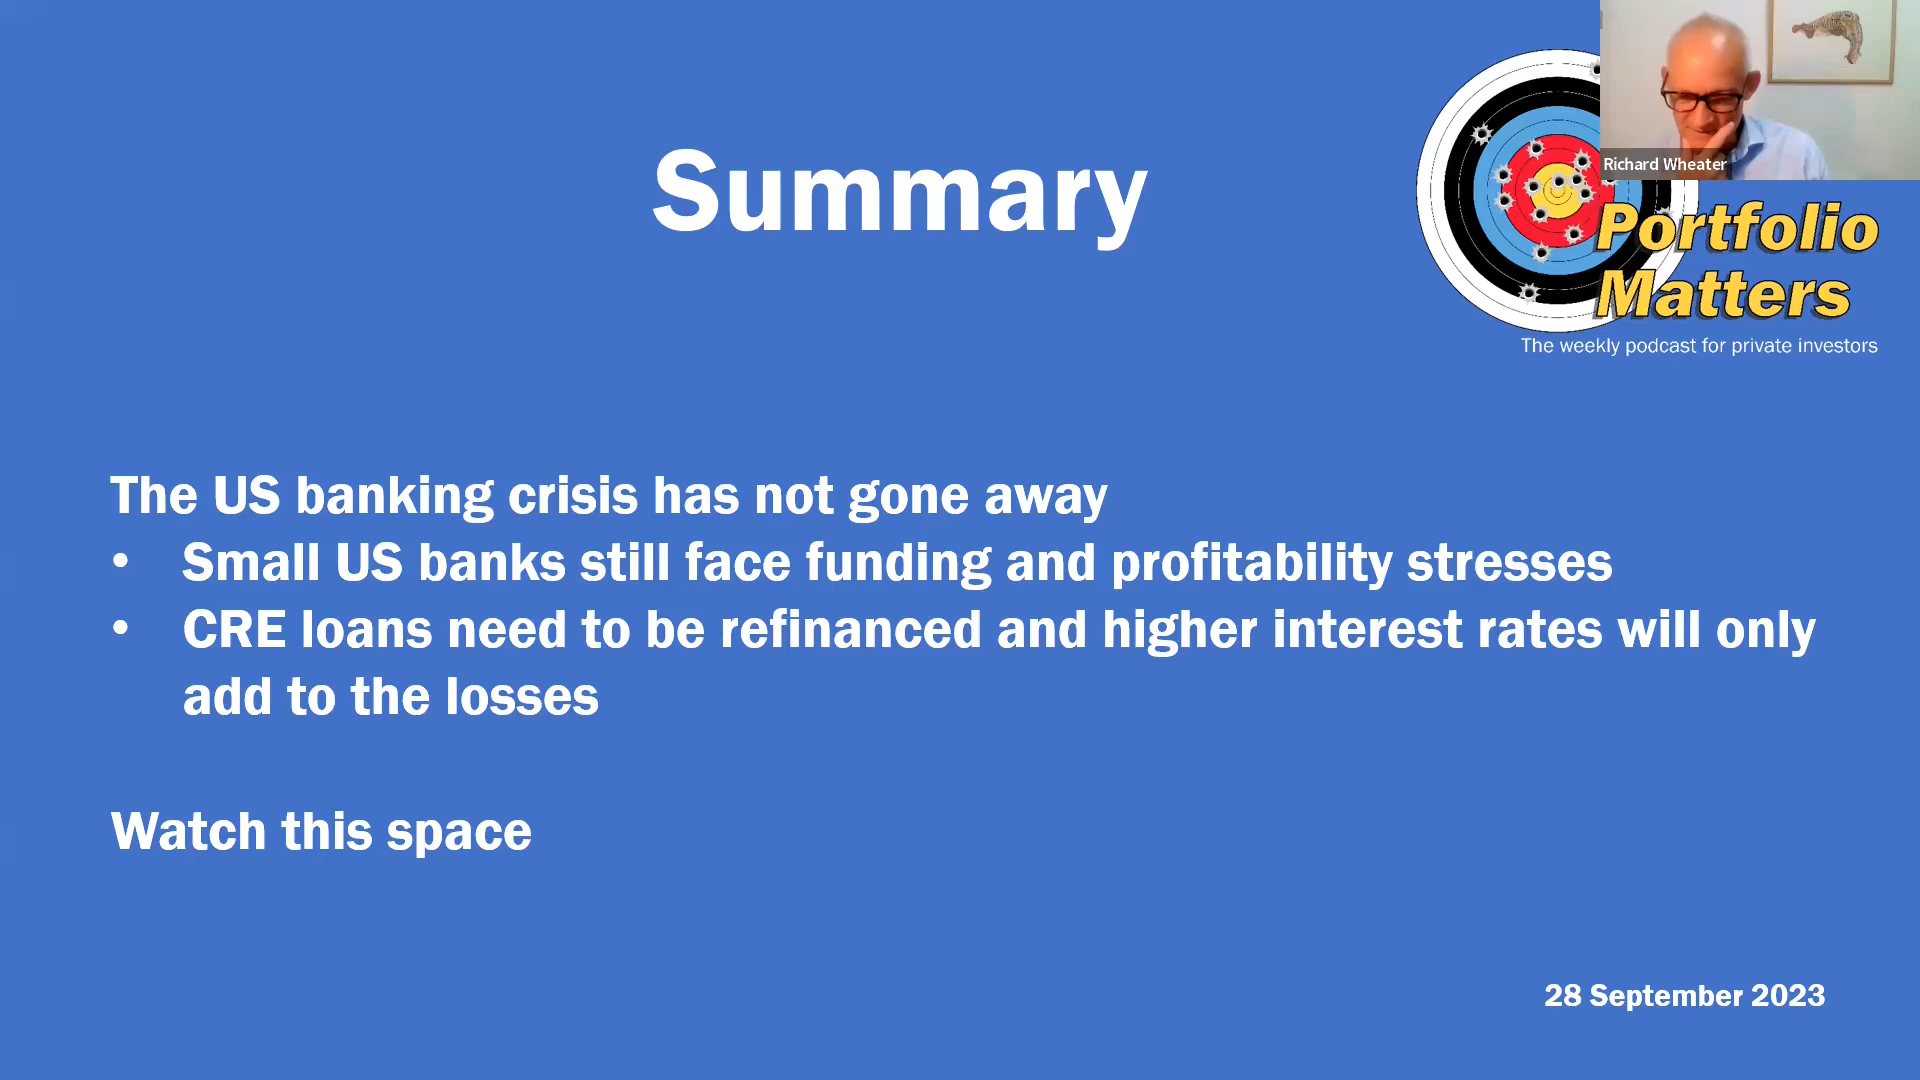 Summary
Richard Wheater
Portfolio
Matters
The weekly podcast for private investors
The US banking crisis has not gone away
• Small US banks still face funding and profitability stresses
• CRE loans need to be refinanced and higher interest rates will only
add to the losses
Watch this space
28 September 2023